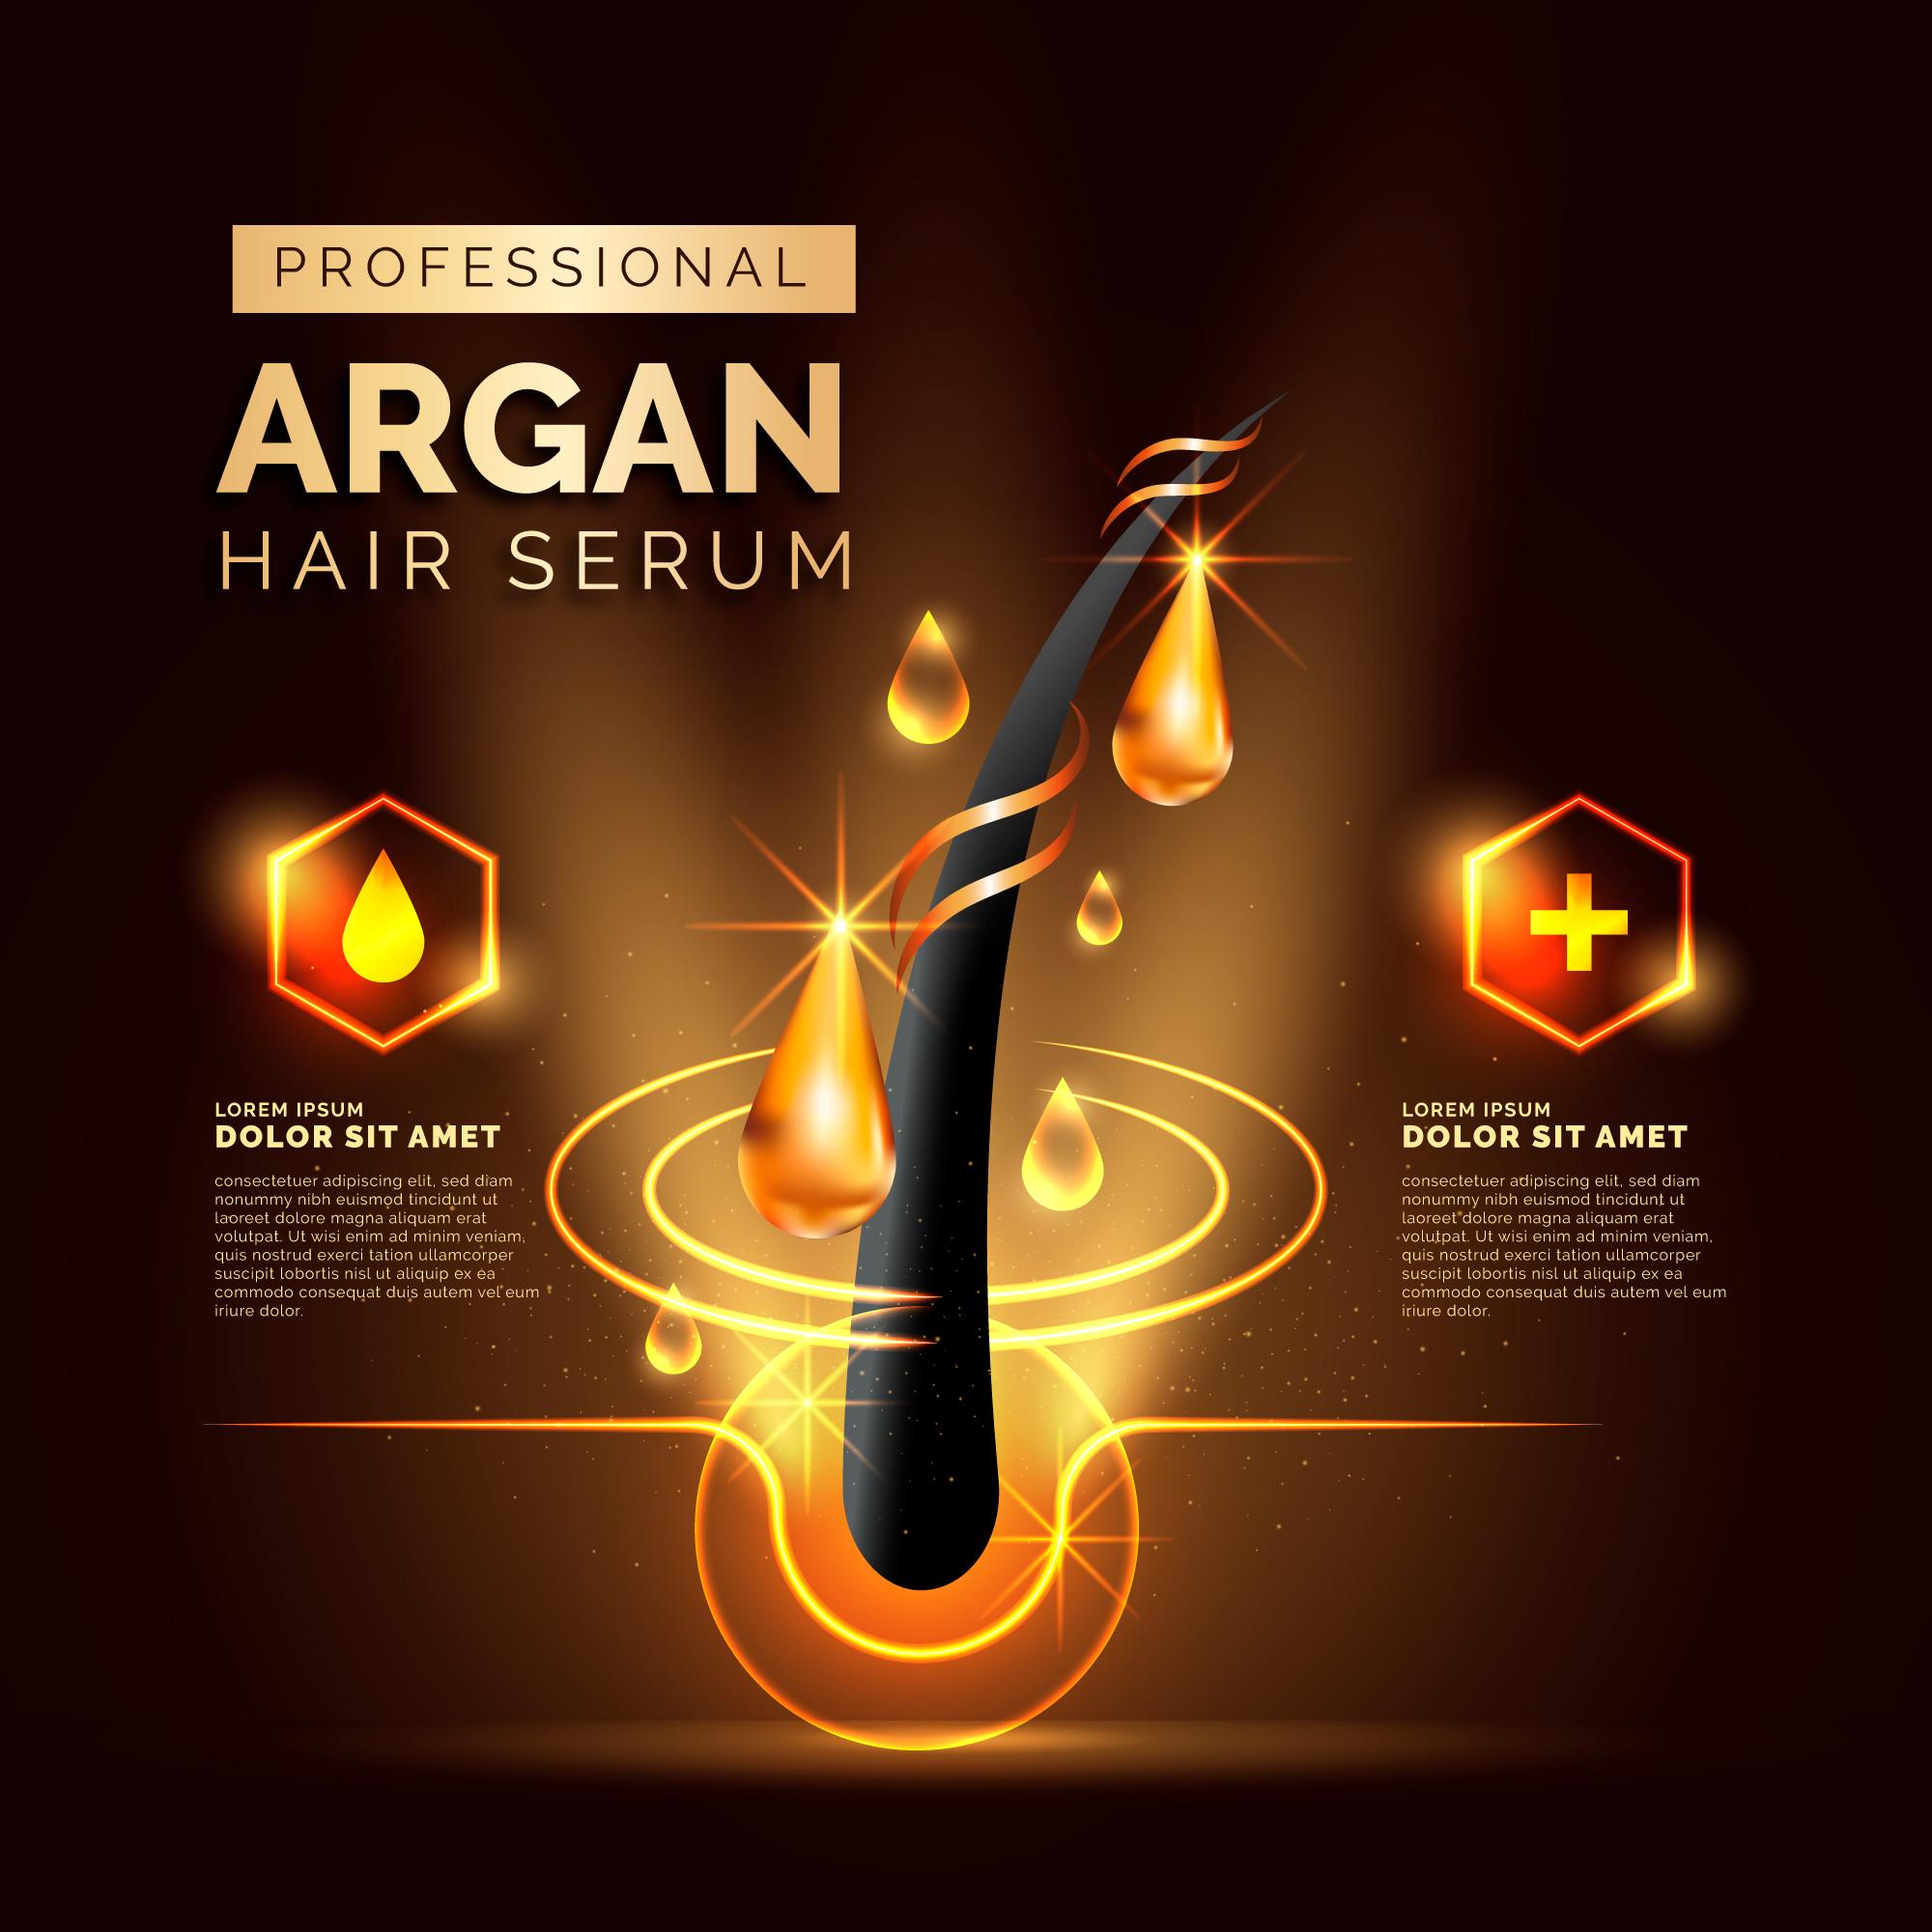 PROFESSIONAL
ARGAN
HAIR SERUM
LOREM IPSUM
DOLOR SIT AMET
consectetuer adipiscing elit, sed diam
nonummy nibh euismod tincidunt ut
laoreet dolore magna aliquam erat
volutpat. Ut wisi enim ad minim veniam,
quis nostrud exerci tation ullamcorper
suscipit lobortis nisl ut aliquip ex ea
commodo consequat duis autem vel eum
iriure dolor.
LOREM IPSUM
DOLOR SIT AMET
consectetuer adipiscing elit, sed diam
nonummy nibh euismod tincidunt ut
laoreet dolore magna aliquam erat
volutpat. Ut wisi enim ad minim veniam,
quis nostrud exerci tation ullamcorper
suscipit lobortis nisl ut aliquip ex ea
commodo consequat duis autem vel eum
iriure dolor.